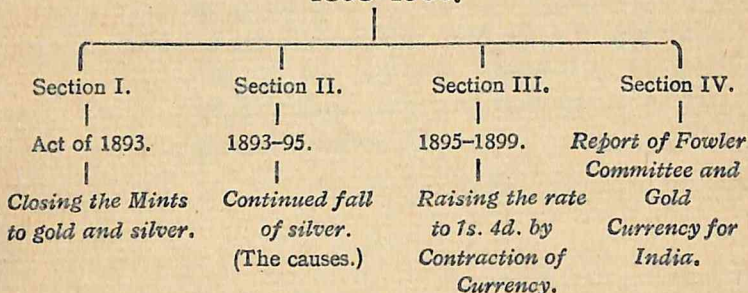 Section I. Section II. Section III. Section IV.
Act of 1893. 1893–95. 1895–1899. Report of Fowler
Committee and
Closing the Mints Continued fall Raising the rate Gold
to gold and silver. of silver. to 1s. 4d. by Currency for
(The causes.) Contraction of India.
Currency.